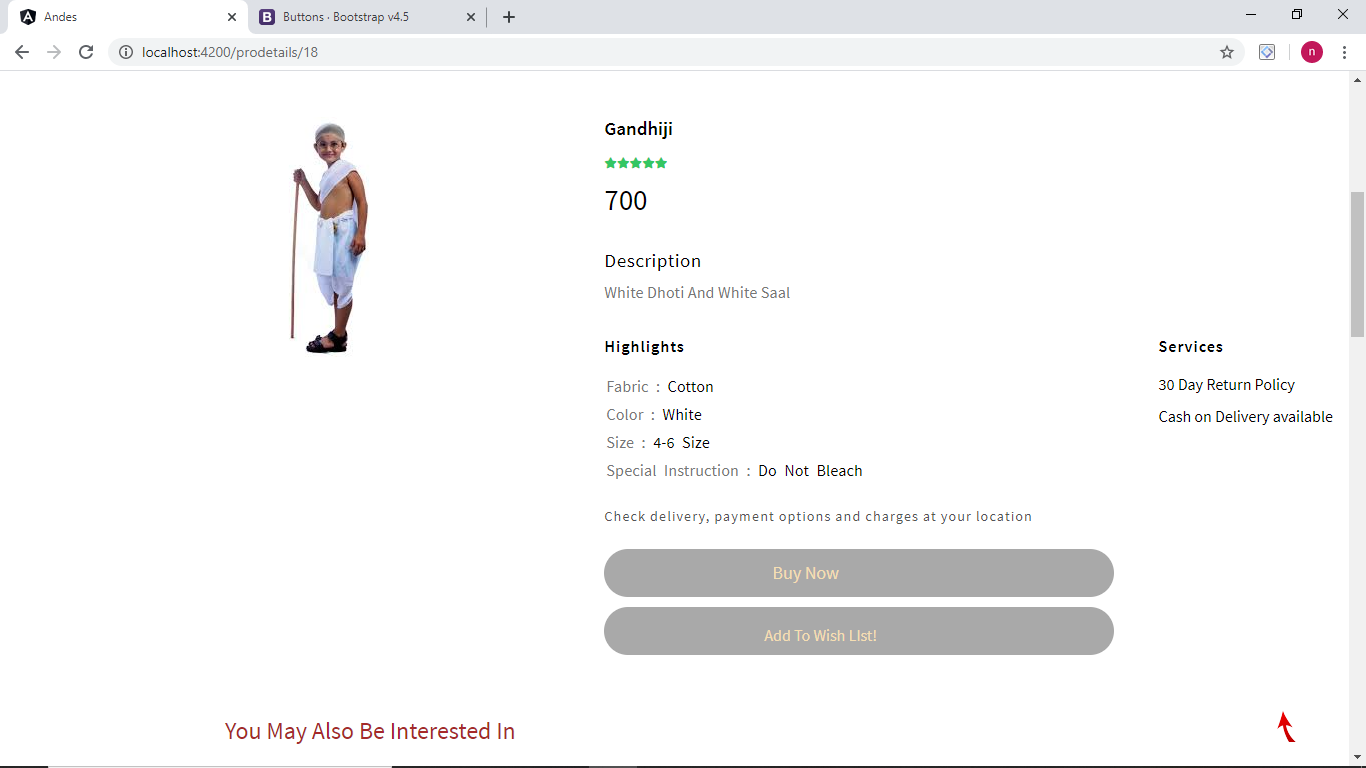 Andes
Buttons · Bootstrap v4.5
localhost:4200/prodetails/18
n
Gandhiji
700
Description
White Dhoti And White Saal
Highlights
Fabric : Cotton
Color : White
Size : 4-6 Size
Special Instruction : Do Not Bleach
Services
30 Day Return Policy
Cash on Delivery available
Check delivery, payment options and charges at your location
Buy Now
Add To Wish LIst!
You May Also Be Interested In